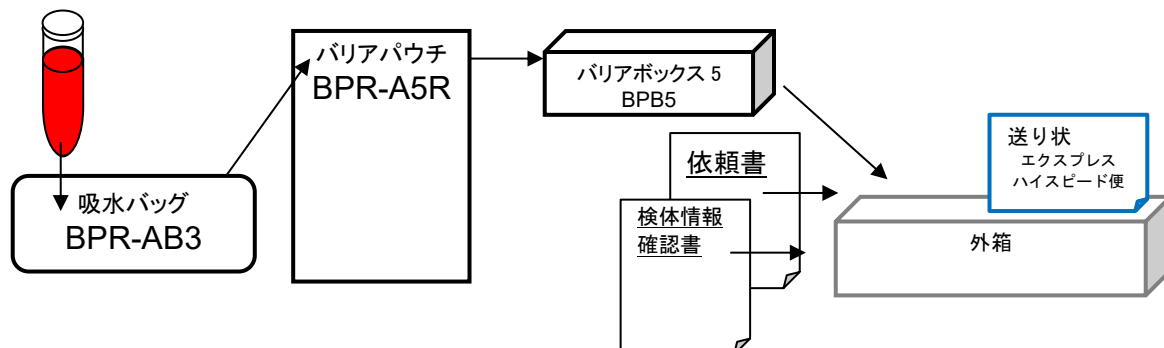 吸水バッグ
BPR-AB3
バリアパウチ
BPR-A5R
バリアボックス 5
BPB5
依頼書
検体情報
確認書
送り状
エクスプレス
ハイスピード便
外箱